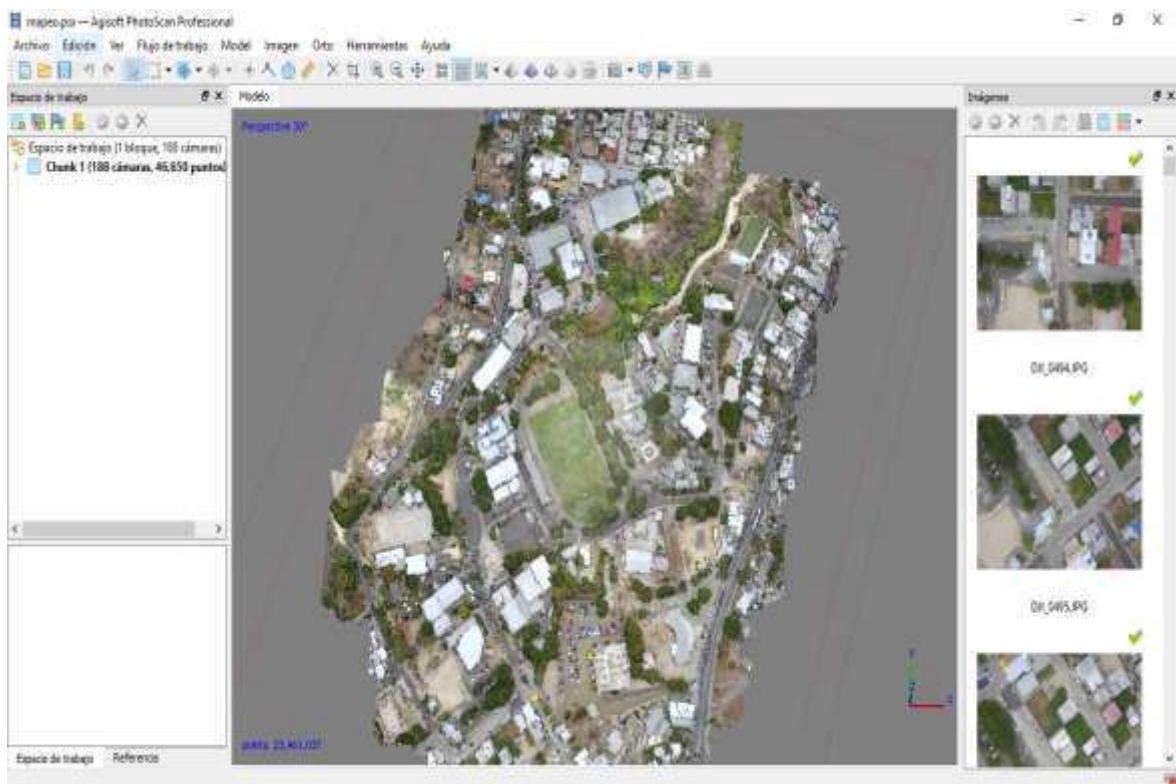 mapeo.psx — Agisoft PhotoScan Professional
Archivo Edición Ver Flujo de trabajo Model Imagen Orto Herramientas Ayuda
Espacio de trabajo
Espacio de trabajo (1 bloque, 188 cámaras)
Chunk 1 (188 cámaras, 46,650 puntos)
Espacio de trabajo Referencia
Modelo
Perspective 30°
Imágenes
DJI_0494.JPG
DJI_0495.JPG